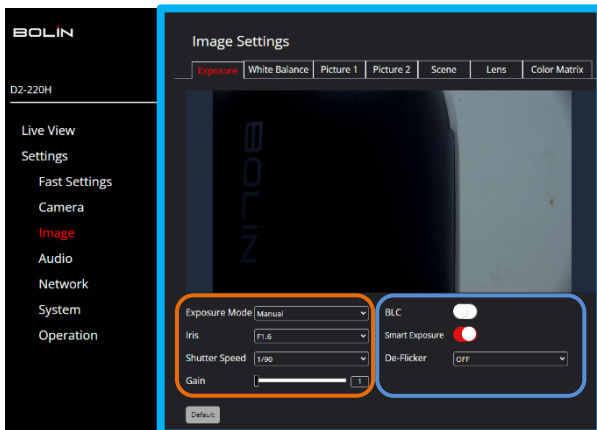 BOLIN
D2-220H
Live View
Settings
Fast Settings
Camera
Image
Audio
Network
System
Operation
Image Settings
Exposure White Balance Picture 1 Picture 2 Scene Lens Color Matrix
BOLIN
Exposure Mode Manual
Iris F1.6
Shutter Speed 1/90
Gain 1
BLC
Smart Exposure
De-Flicker OFF
Default